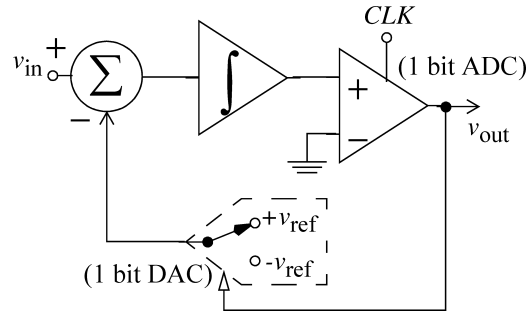 CLK
+
v_in
Σ
−
∫
+
−
(1 bit ADC)
v_out
+v_ref
-v_ref
(1 bit DAC)